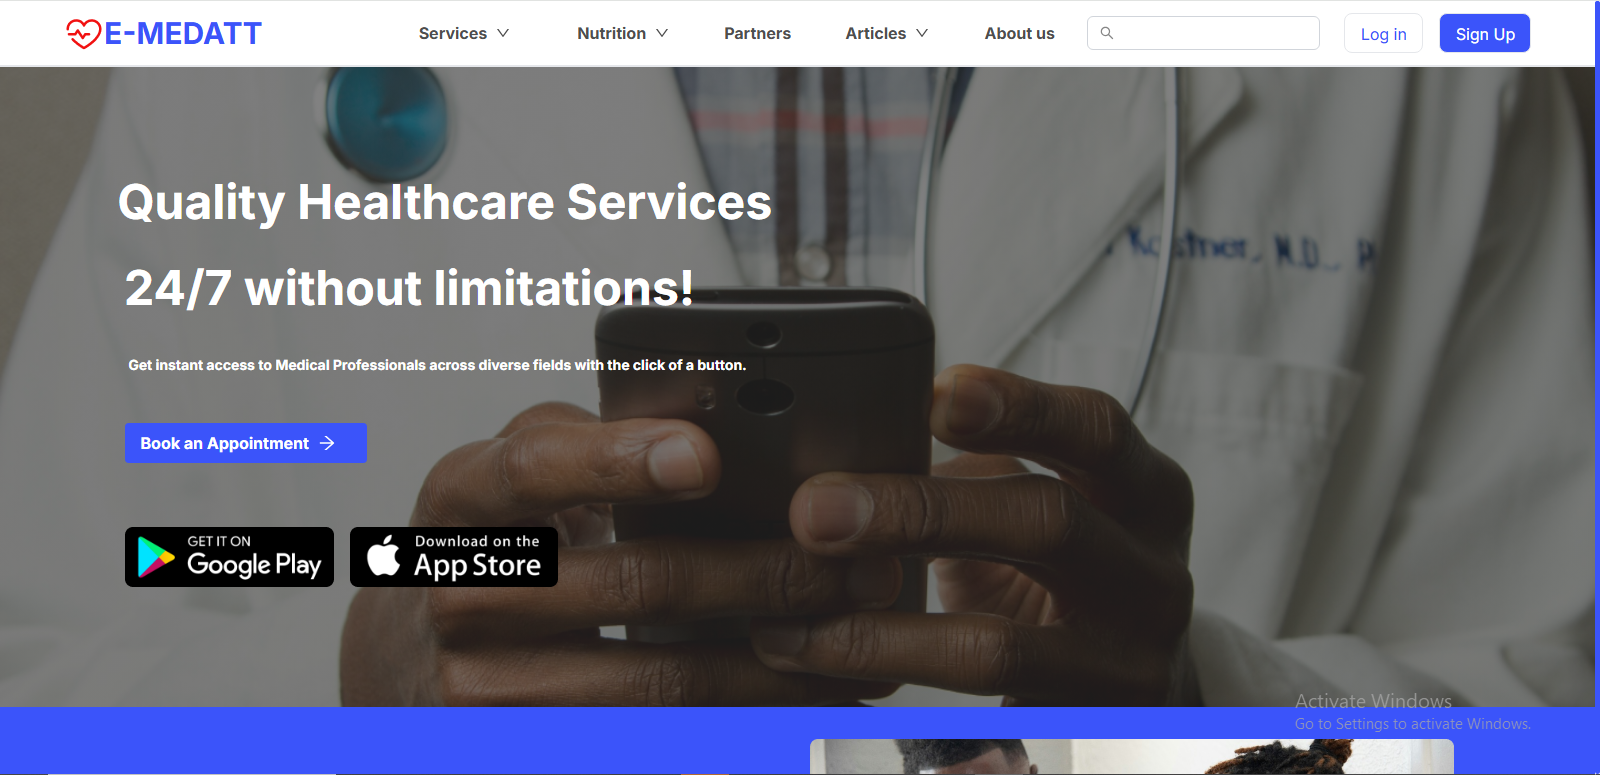 E-MEDATT
Services
Nutrition
Partners
Articles
About us
Log in
Sign Up
Quality Healthcare Services
24/7 without limitations!
Get instant access to Medical Professionals across diverse fields with the click of a button.
Book an Appointment
GET IT ON
Google Play
Download on the
App Store
M.D.
Activate Windows
Go to Settings to activate Windows.